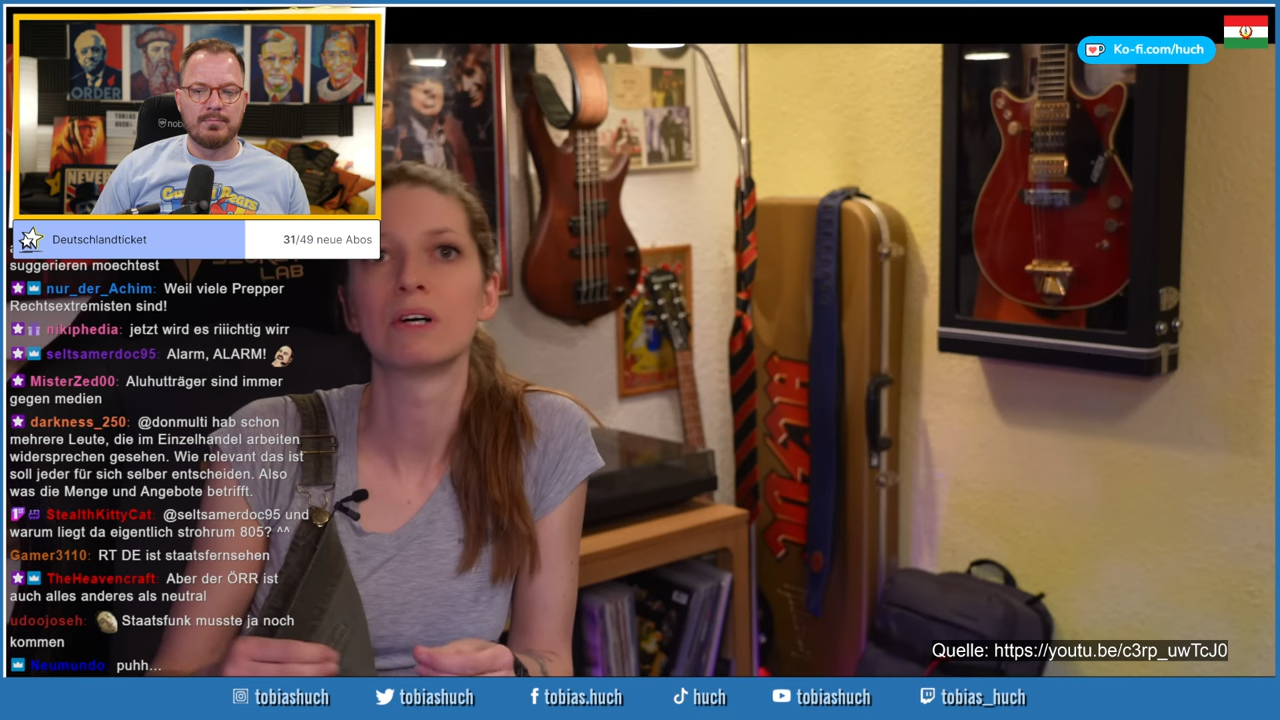 Ko-fi.com/huch
ORDER
NEVER
Deutschlandticket
31/49 neue Abos
LAB
suggerieren moechtest
nur_der_Achim: Weil viele Prepper
Rechtsextremisten sind!
nikiphedia: jetzt wird es riiichtig wirr
seltsamerdoc95: Alarm, ALARM!
MisterZed00: Aluhutträger sind immer
gegen medien
darkness_250: @donmulti hab schon
mehrere Leute, die im Einzelhandel arbeiten
widersprechen gesehen. Wie relevant das ist
soll jeder für sich selber entscheiden. Also
was die Menge und Angebote betrifft.
StealthKittyCat: @seltsamerdoc95 und
warum liegt da eigentlich strohrum 805? ^^
Gamer3110: RT DE ist staatsfernsehen
TheHeavencraft: Aber der ÖRR ist
auch alles anderes als neutral
udoojoseh: Staatsfunk musste ja noch
kommen
Neumundo: puhh...
Quelle: https://youtu.be/c3rp_uwTcJ0
tobiashuch
tobiashuch
tobias.huch
huch
tobiashuch
tobias_huch